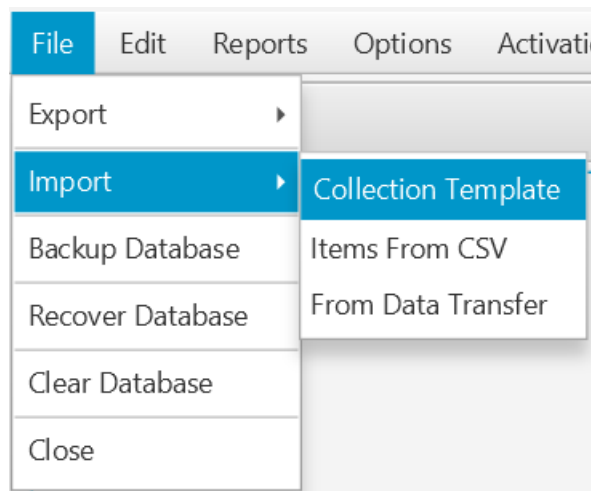 File Edit Reports Options Activati
Export
Import
Collection Template
Backup Database
Items From CSV
Recover Database
From Data Transfer
Clear Database
Close